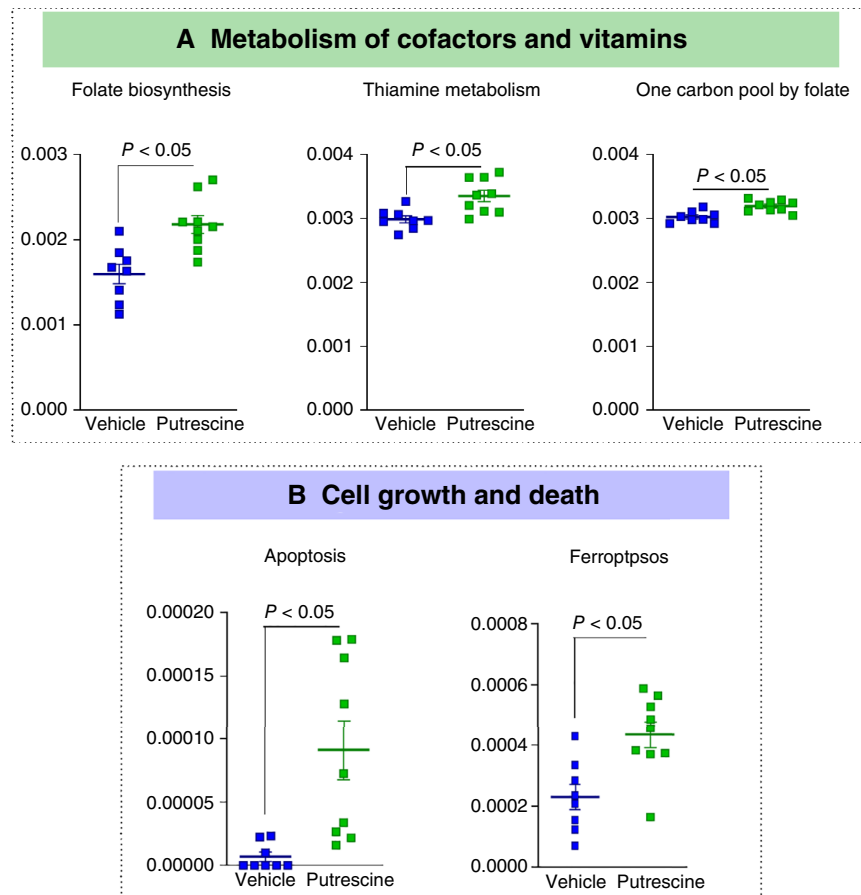 A Metabolism of cofactors and vitamins
Folate biosynthesis
Thiamine metabolism
One carbon pool by folate
0.003
0.002
0.001
0.000
P < 0.05
Vehicle Putrescine
0.004
0.003
0.002
0.001
0.000
P < 0.05
Vehicle Putrescine
0.004
0.003
0.002
0.001
0.000
P < 0.05
Vehicle Putrescine
B Cell growth and death
Apoptosis
Ferroptpsos
0.00020
0.00015
0.00010
0.00005
0.00000
P < 0.05
Vehicle Putrescine
0.0008
0.0006
0.0004
0.0002
0.0000
P < 0.05
Vehicle Putrescine